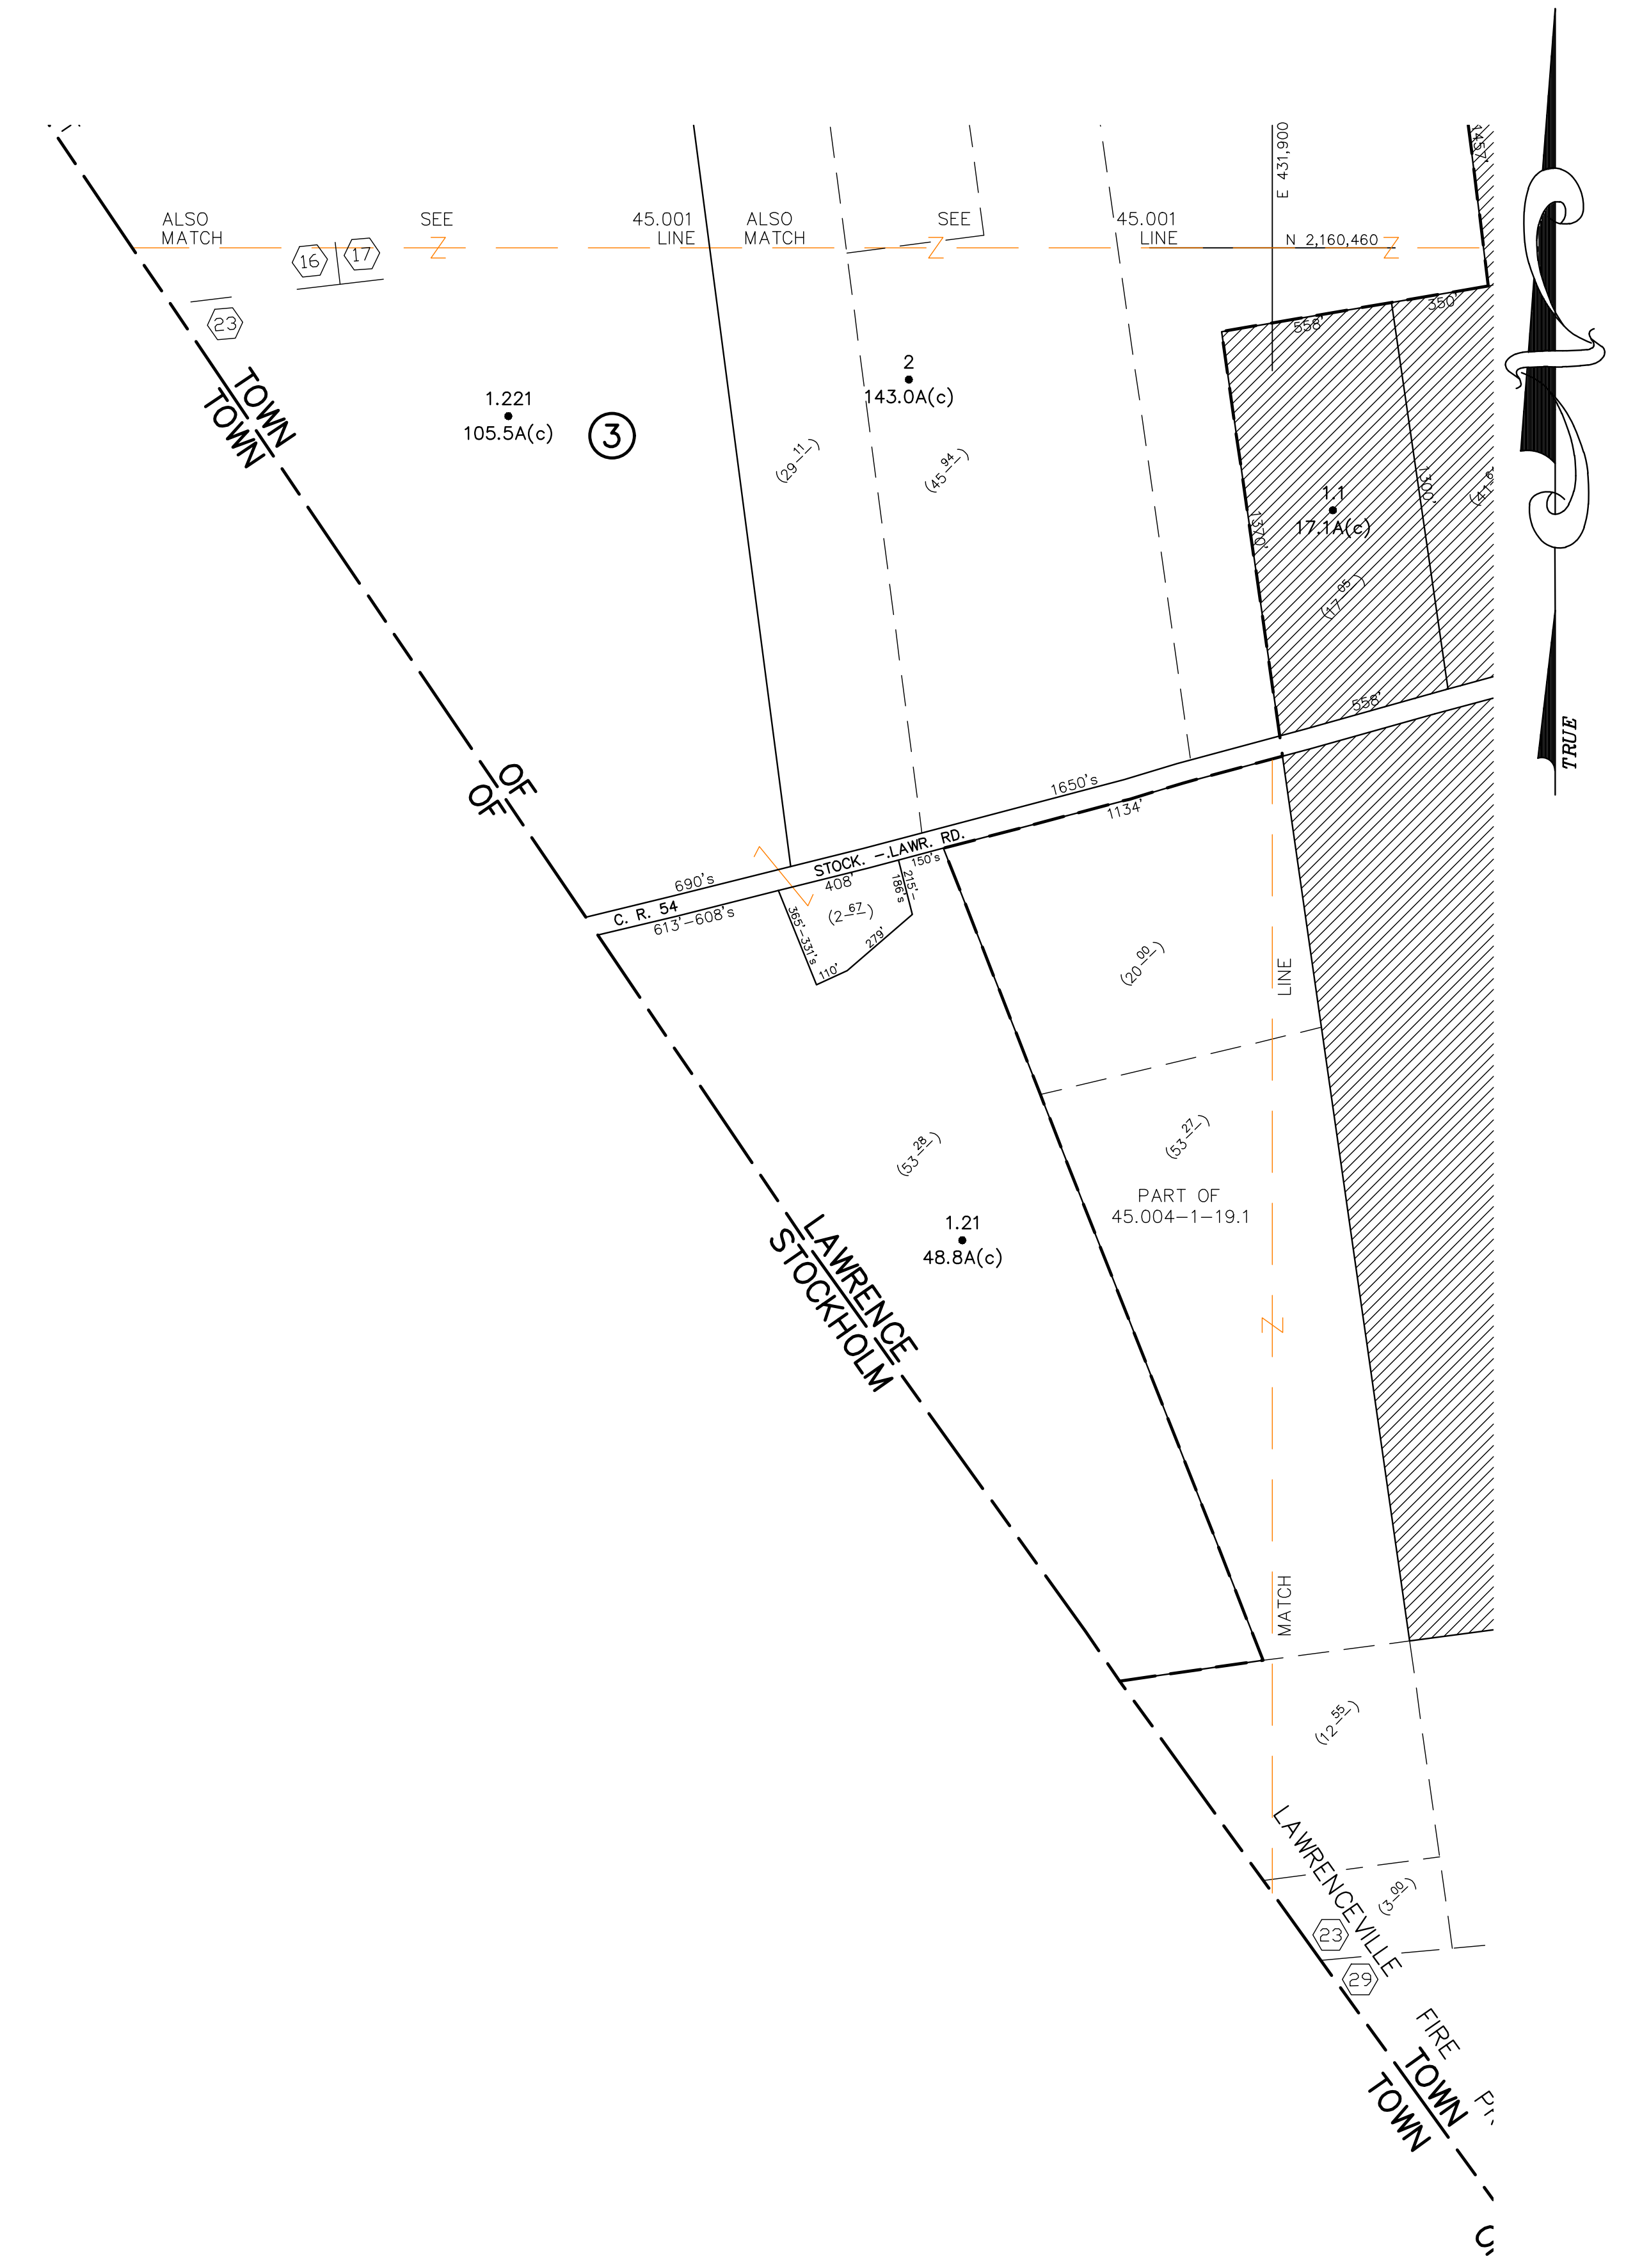 E 431,900
1457'
ALSO
MATCH
SEE
45.001
LINE
ALSO
MATCH
SEE
45.001
LINE
N 2,160,460
16
17
23
350'
558'
TOWN
TOWN
1.221
105.5A(c)
3
2
143.0A(c)
(29 11)
(45 94)
1.1
17.1A(c)
1300'
1370'
(17 05)
558'
TRUE
OF
OF
1650's
1134'
STOCK. -.LAWR. RD.
690's
C. R. 54
613'-608's
408'
150's
215'-
186's
(2 67)
365'-331's
279'
110'
(20 00)
LINE
(53 28)
(53 27)
PART OF
45.004-1-19.1
1.21
48.8A(c)
LAWRENCE
STOCKHOLM
MATCH
(12 55)
LAWRENCEVILLE
(3 00)
23
29
FIRE
TOWN
TOWN